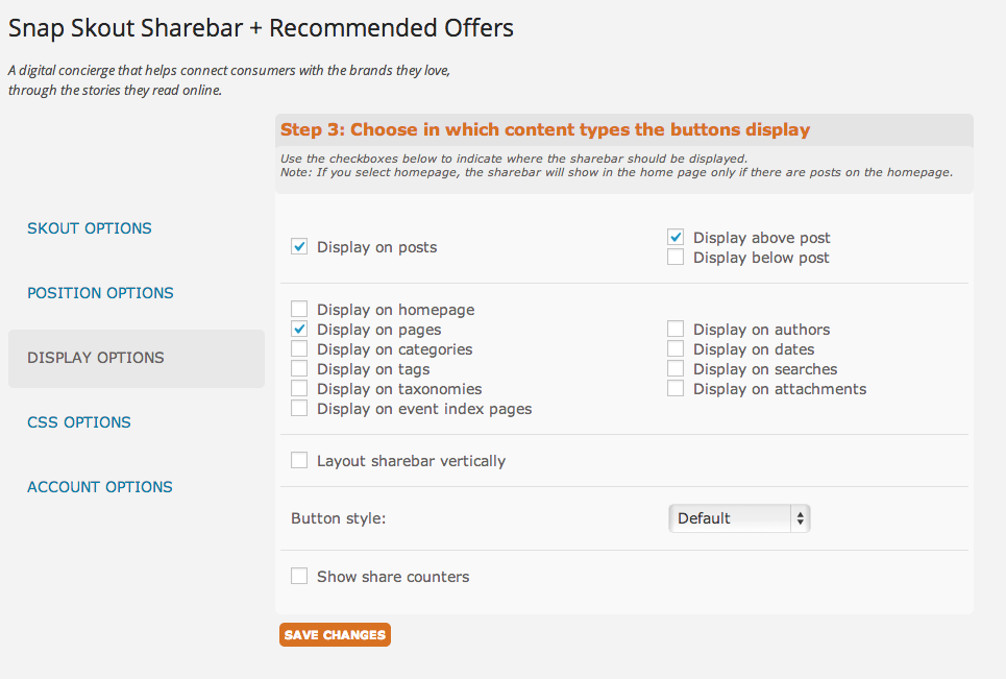 Snap Skout Sharebar + Recommended Offers
A digital concierge that helps connect consumers with the brands they love,
through the stories they read online.
Step 3: Choose in which content types the buttons display
Use the checkboxes below to indicate where the sharebar should be displayed.
Note: If you select homepage, the sharebar will show in the home page only if there are posts on the homepage.
SKOUT OPTIONS
POSITION OPTIONS
DISPLAY OPTIONS
CSS OPTIONS
ACCOUNT OPTIONS
Display on posts
Display above post
Display below post
Display on homepage
Display on pages
Display on categories
Display on tags
Display on taxonomies
Display on event index pages
Display on authors
Display on dates
Display on searches
Display on attachments
Layout sharebar vertically
Button style:
Default
Show share counters
SAVE CHANGES